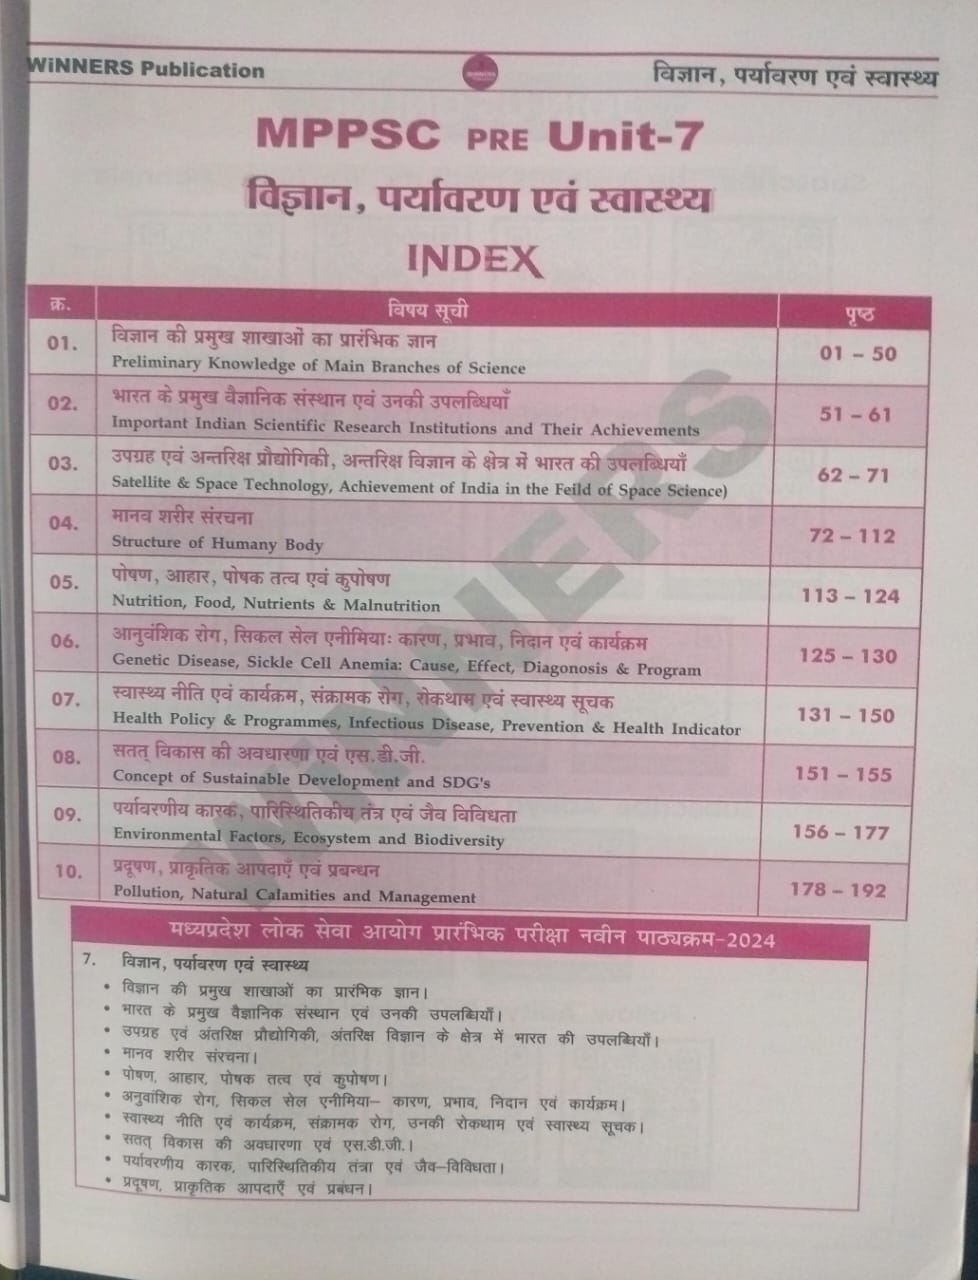 WiNNERS Publication
WINNERS
विज्ञान, पर्यावरण एवं स्वास्थ्य
MPPSC PRE Unit-7
विज्ञान, पर्यावरण एवं स्वास्थ्य
INDEX
क्र. विषय सूची पृष्ठ
01. विज्ञान की प्रमुख शाखाओं का प्रारंभिक ज्ञान
Preliminary Knowledge of Main Branches of Science 01 – 50
02. भारत के प्रमुख वैज्ञानिक संस्थान एवं उनकी उपलब्धियाँ
Important Indian Scientific Research Institutions and Their Achievements 51 – 61
03. उपग्रह एवं अन्तरिक्ष प्रौद्योगिकी, अन्तरिक्ष विज्ञान के क्षेत्र में भारत की उपलब्धियाँ
Satellite & Space Technology, Achievement of India in the Feild of Space Science) 62 – 71
04. मानव शरीर संरचना
Structure of Humany Body 72 – 112
05. पोषण, आहार, पोषक तत्व एवं कुपोषण
Nutrition, Food, Nutrients & Malnutrition 113 – 124
06. आनुवंशिक रोग, सिकल सेल एनीमियाः कारण, प्रभाव, निदान एवं कार्यक्रम
Genetic Disease, Sickle Cell Anemia: Cause, Effect, Diagonosis & Program 125 – 130
07. स्वास्थ्य नीति एवं कार्यक्रम, संक्रामक रोग, रोकथाम एवं स्वास्थ्य सूचक
Health Policy & Programmes, Infectious Disease, Prevention & Health Indicator 131 – 150
08. सतत् विकास की अवधारणा एवं एस.डी.जी.
Concept of Sustainable Development and SDG's 151 – 155
09. पर्यावरणीय कारक, पारिस्थितिकीय तंत्र एवं जैव विविधता
Environmental Factors, Ecosystem and Biodiversity 156 – 177
10. प्रदूषण, प्राकृतिक आपदाएँ एवं प्रबन्धन
Pollution, Natural Calamities and Management 178 – 192
WiNNERS
मध्यप्रदेश लोक सेवा आयोग प्रारंभिक परीक्षा नवीन पाठ्यक्रम-2024
7. विज्ञान, पर्यावरण एवं स्वास्थ्य
• विज्ञान की प्रमुख शाखाओं का प्रारंभिक ज्ञान।
• भारत के प्रमुख वैज्ञानिक संस्थान एवं उनकी उपलब्धियाँ।
• उपग्रह एवं अंतरिक्ष प्रौद्योगिकी, अंतरिक्ष विज्ञान के क्षेत्र में भारत की उपलब्धियाँ।
• मानव शरीर संरचना।
• पोषण, आहार, पोषक तत्व एवं कुपोषण।
• अनुवांशिक रोग, सिकल सेल एनीमिया– कारण, प्रभाव, निदान एवं कार्यक्रम।
• स्वास्थ्य नीति एवं कार्यक्रम, संक्रामक रोग, उनकी रोकथाम एवं स्वास्थ्य सूचक।
• सतत् विकास की अवधारणा एवं एस.डी.जी.।
• पर्यावरणीय कारक, पारिस्थितिकीय तंत्रा एवं जैव–विविधता।
• प्रदूषण, प्राकृतिक आपदाएँ एवं प्रबंधन।